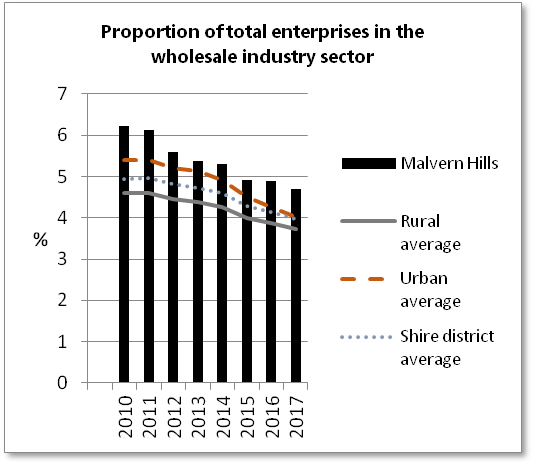 Proportion of total enterprises in the
wholesale industry sector
7
6
5
4
3
2
1
0
%
2010
2011
2012
2013
2014
2015
2016
2017
Malvern Hills
Rural
average
Urban
average
Shire district
average